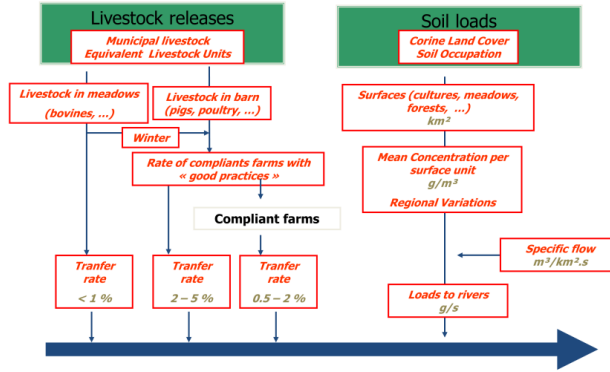 Livestock releases
Municipal livestock
Equivalent Livestock Units
Livestock in meadows
(bovines, ...)
Livestock in barn
(pigs, poultry, ...)
Winter
Rate of compliants farms with
« good practices »
Compliant farms
Tranfer
rate
< 1 %
Tranfer
rate
2 – 5 %
Tranfer
rate
0.5 – 2 %
Soil loads
Corine Land Cover
Soil Occupation
Surfaces (cultures, meadows,
forests, ...)
km²
Mean Concentration per
surface unit
g/m³
Regional Variations
Specific flow
m³/km².s
Loads to rivers
g/s